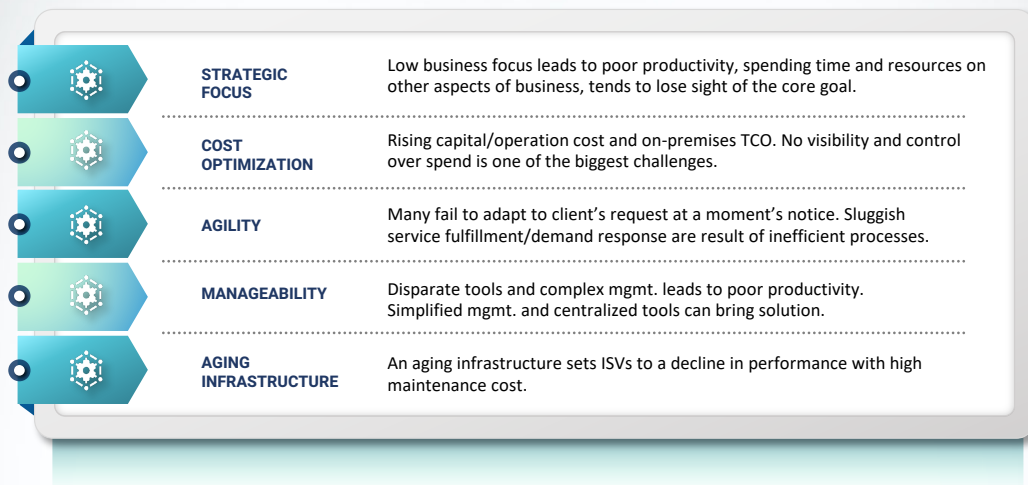 STRATEGIC
FOCUS
Low business focus leads to poor productivity, spending time and resources on
other aspects of business, tends to lose sight of the core goal.
COST
OPTIMIZATION
Rising capital/operation cost and on-premises TCO. No visibility and control
over spend is one of the biggest challenges.
AGILITY
Many fail to adapt to client’s request at a moment’s notice. Sluggish
service fulfillment/demand response are result of inefficient processes.
MANAGEABILITY
Disparate tools and complex mgmt. leads to poor productivity.
Simplified mgmt. and centralized tools can bring solution.
AGING
INFRASTRUCTURE
An aging infrastructure sets ISVs to a decline in performance with high
maintenance cost.